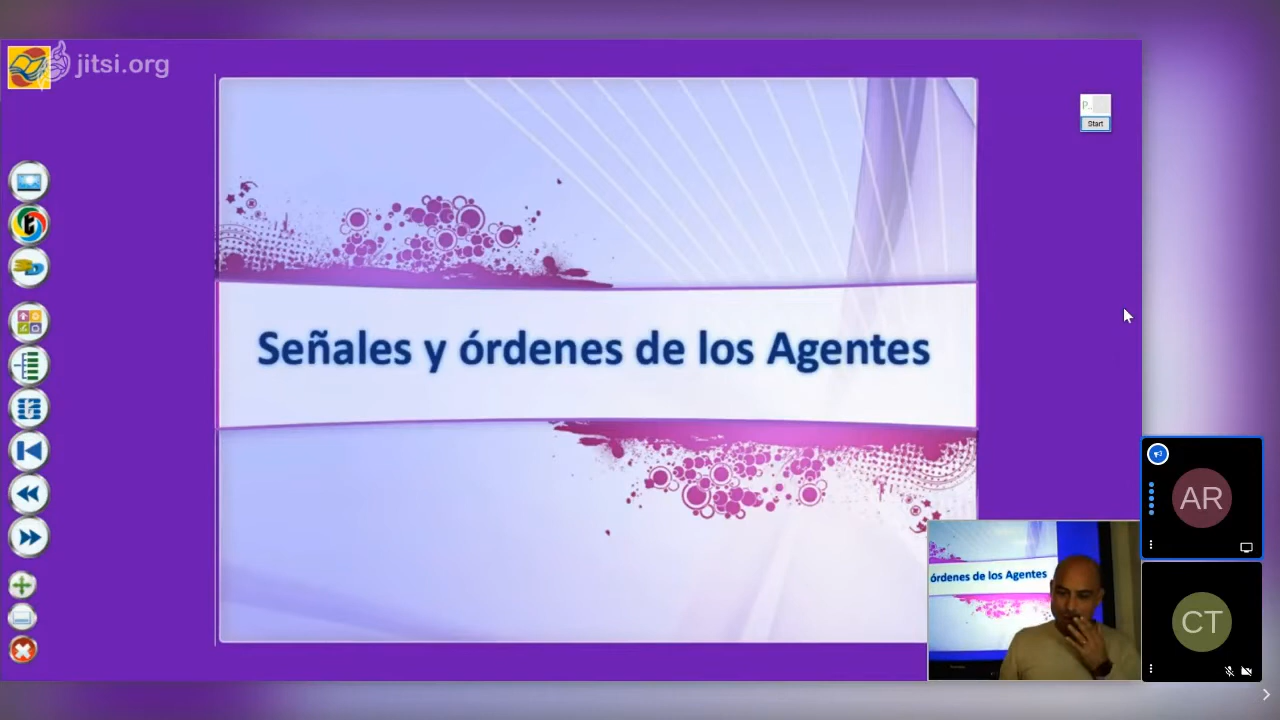 jitsi.org
P...
Start
Señales y órdenes de los Agentes
órdenes de los Agentes
AR
CT